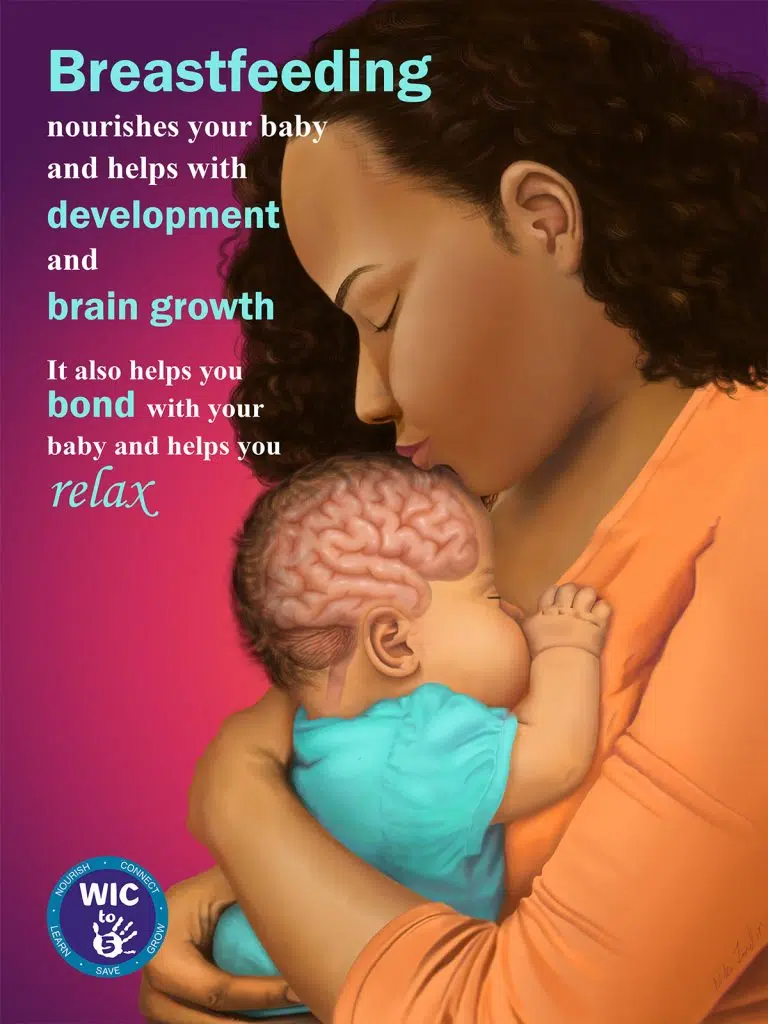 Breastfeeding
nourishes your baby
and helps with
development
and
brain growth
It also helps you
bond with your
baby and helps you
relax
NOURISH · CONNECT · GROW · SAVE · LEARN
WIC
to
5